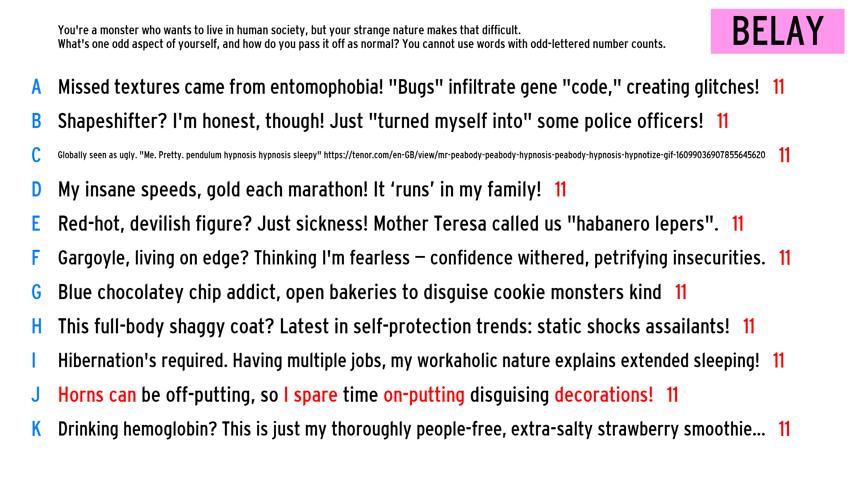 You're a monster who wants to live in human society, but your strange nature makes that difficult.
What's one odd aspect of yourself, and how do you pass it off as normal? You cannot use words with odd-lettered number counts.
BELAY
A Missed textures came from entomophobia! "Bugs" infiltrate gene "code," creating glitches! 11
B Shapeshifter? I'm honest, though! Just "turned myself into" some police officers! 11
C Globally seen as ugly. "Me. Pretty. pendulum hypnosis hypnosis sleepy" https://tenor.com/en-GB/view/mr-peabody-peabody-hypnosis-peabody-hypnosis-hypnotize-gif-16099036907855645620 11
D My insane speeds, gold each marathon! It ‘runs’ in my family! 11
E Red-hot, devilish figure? Just sickness! Mother Teresa called us "habanero lepers". 11
F Gargoyle, living on edge? Thinking I'm fearless – confidence withered, petrifying insecurities. 11
G Blue chocolatey chip addict, open bakeries to disguise cookie monsters kind 11
H This full-body shaggy coat? Latest in self-protection trends: static shocks assailants! 11
I Hibernation's required. Having multiple jobs, my workaholic nature explains extended sleeping! 11
J Horns can be off-putting, so I spare time on-putting disguising decorations! 11
K Drinking hemoglobin? This is just my thoroughly people-free, extra-salty strawberry smoothie... 11